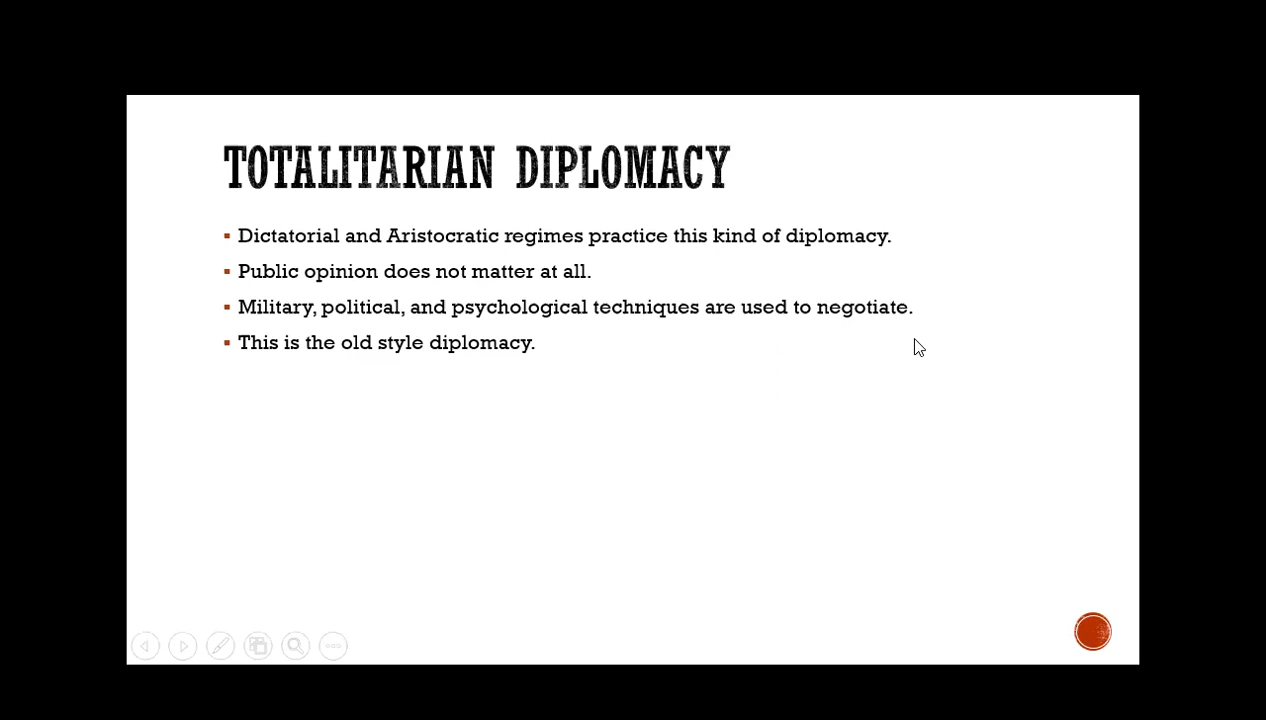 TOTALITARIAN DIPLOMACY
Dictatorial and Aristocratic regimes practice this kind of diplomacy.
Public opinion does not matter at all.
Military, political, and psychological techniques are used to negotiate.
This is the old style diplomacy.